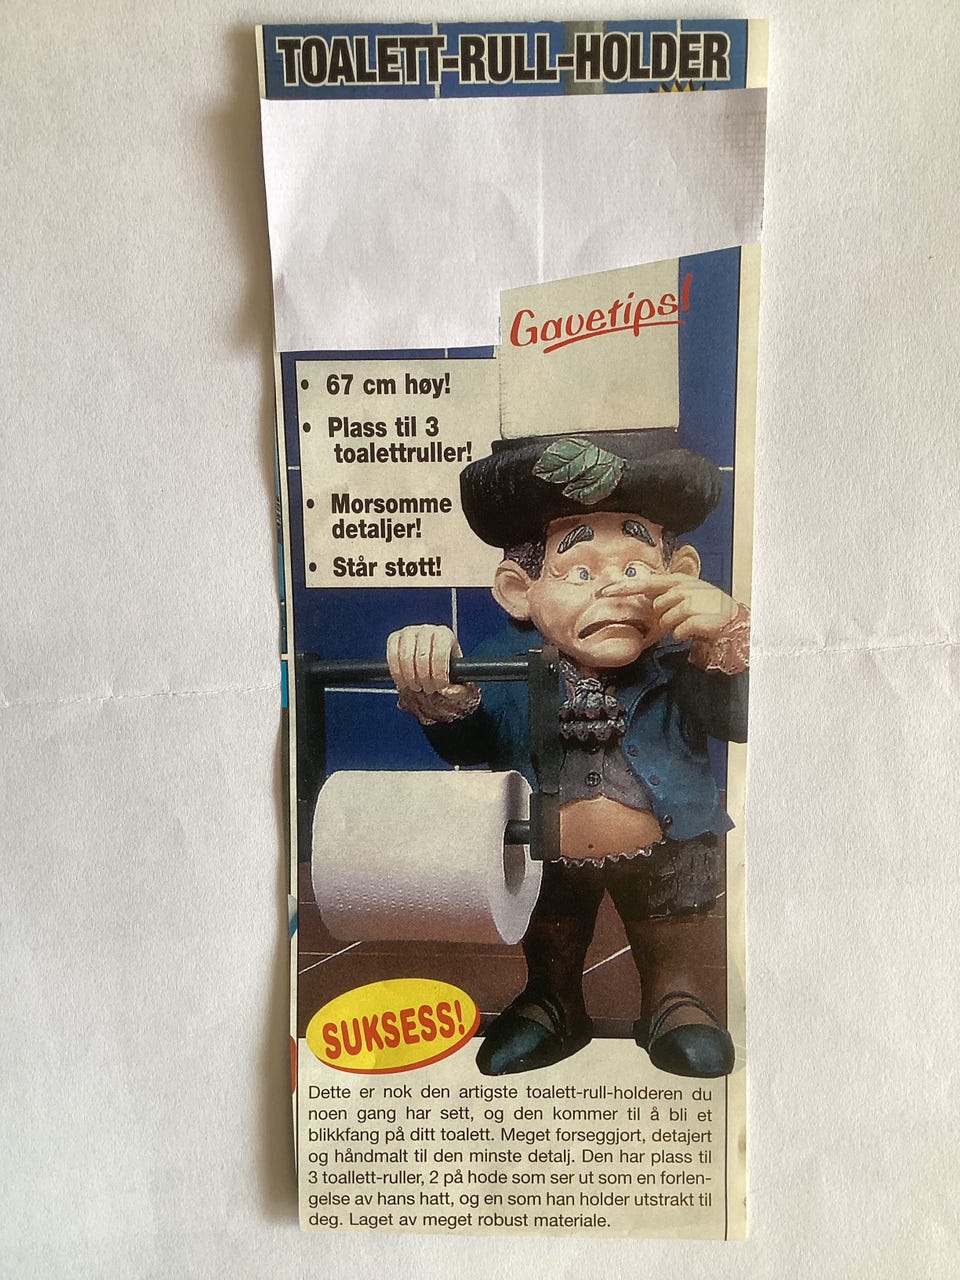 TOALETT-RULL-HOLDER
Gavetips!
• 67 cm høy!
• Plass til 3
toalettruller!
• Morsomme
detaljer!
• Står støtt!
SUKSESS!
Dette er nok den artigste toalett-rull-holderen du
noen gang har sett, og den kommer til å bli et
blikkfang på ditt toalett. Meget forseggjort, detajert
og håndmalt til den minste detalj. Den har plass til
3 toallett-ruller, 2 på hode som ser ut som en forlen-
gelse av hans hatt, og en som han holder utstrakt til
deg. Laget av meget robust materiale.